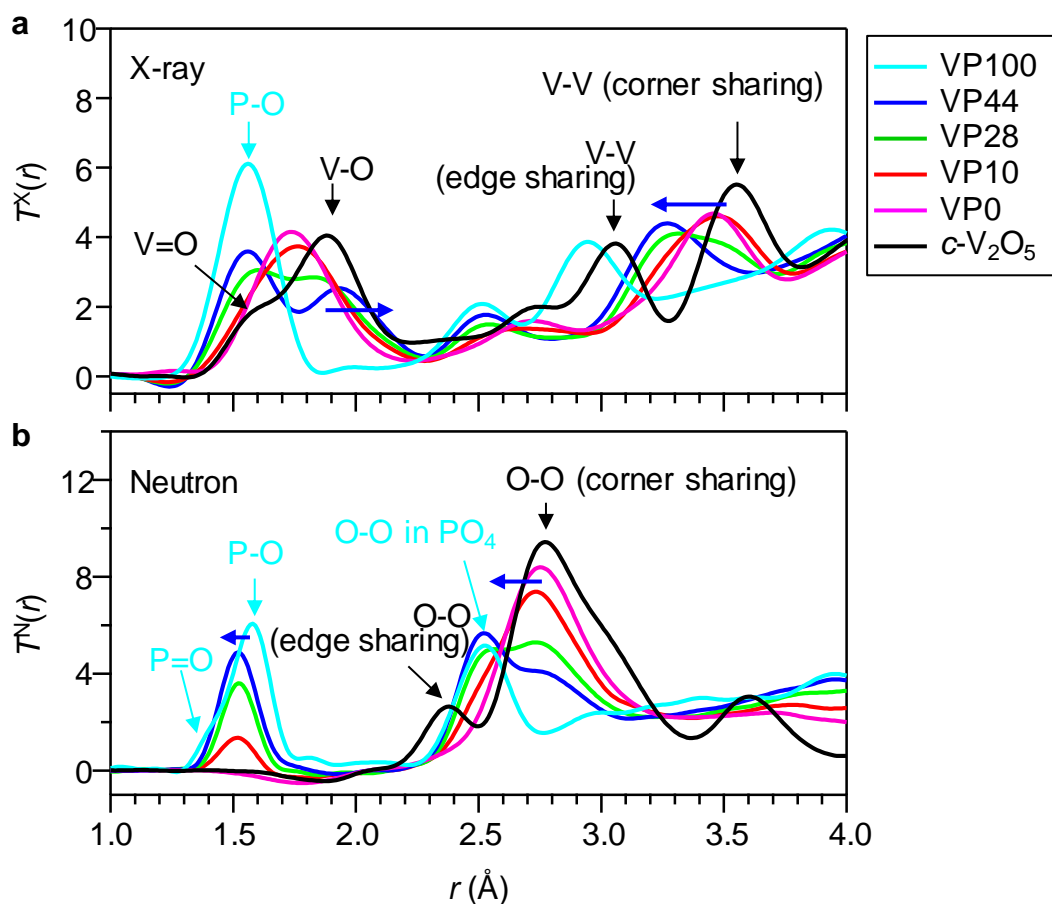 a
X-ray
P-O
V=O
V-O
V-V
(edge sharing)
V-V (corner sharing)
T^X(r)
10
8
6
4
2
0
VP100
VP44
VP28
VP10
VP0
c-V₂O₅
b
Neutron
P=O
P-O
O-O in PO₄
O-O
(edge sharing)
O-O (corner sharing)
T^N(r)
12
8
4
0
1.0 1.5 2.0 2.5 3.0 3.5 4.0
r (Å)